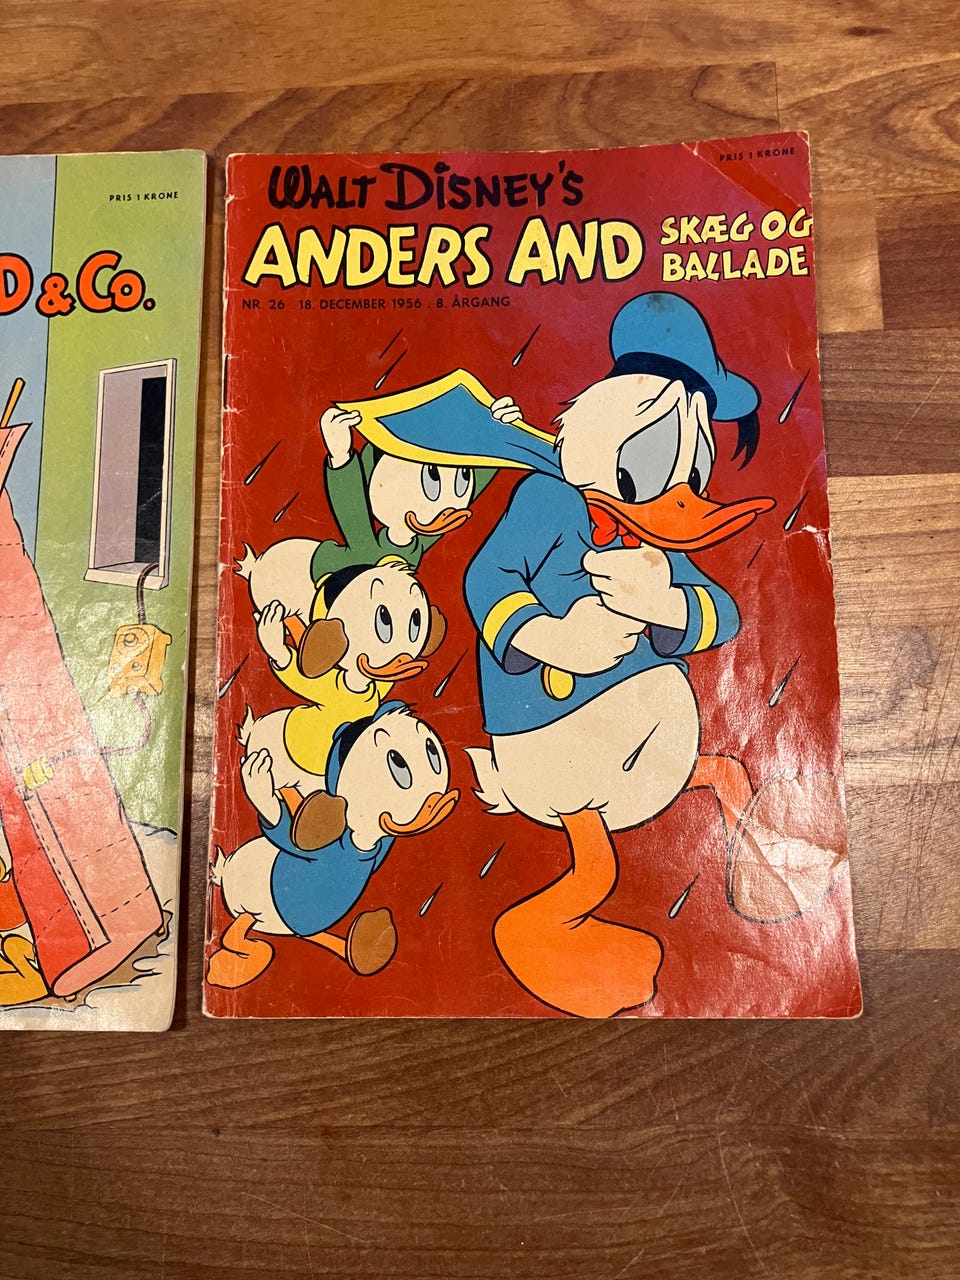 PRIS 1 KRONE
D & Co.
PRIS 1 KRONE
WALT DISNEY'S
ANDERS AND
SKÆG OG
BALLADE
NR. 26 . 18. DECEMBER 1956 . 8. ÅRGANG